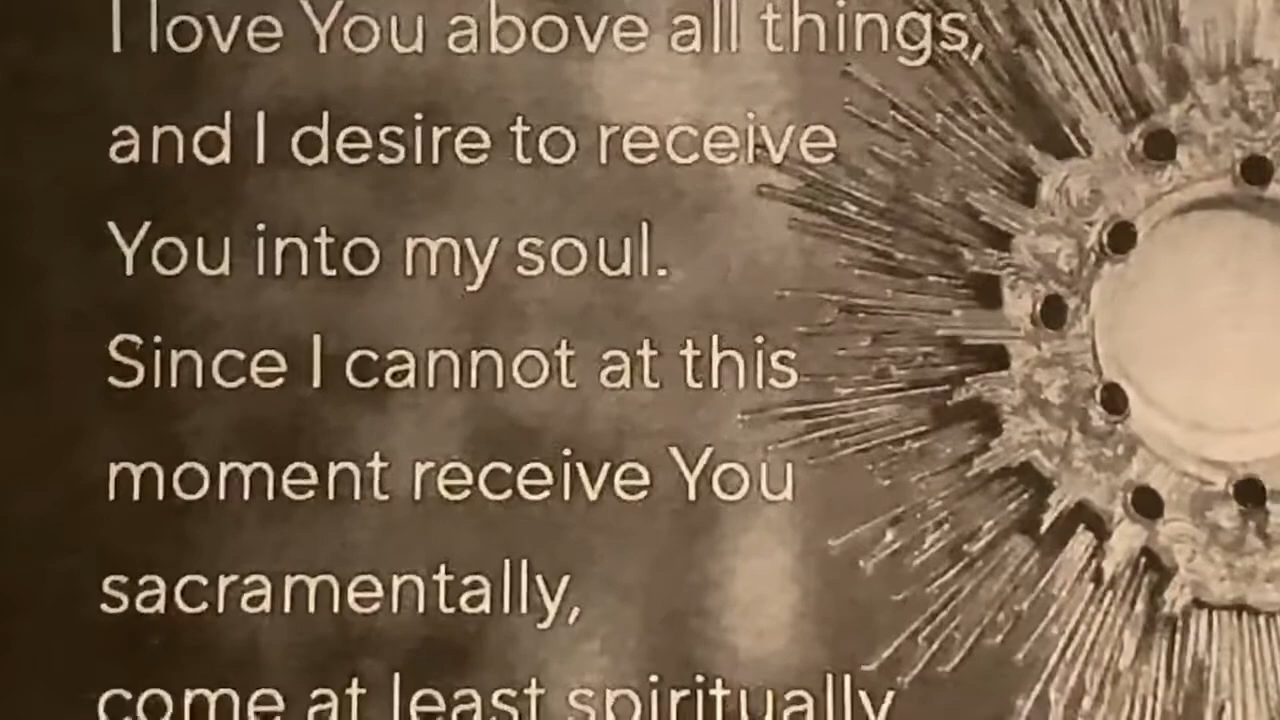 I love You above all things,
and I desire to receive
You into my soul.
Since I cannot at this
moment receive You
sacramentally,
come at least spiritually